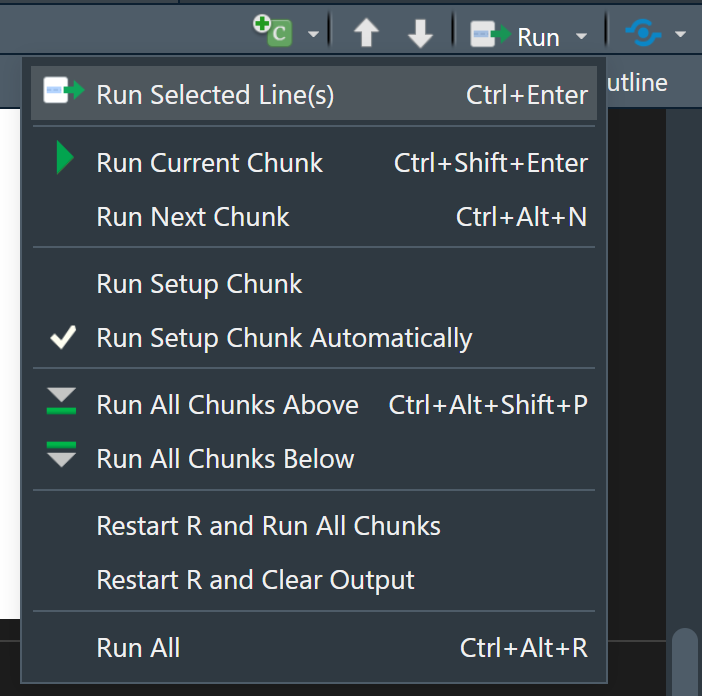 C Run
utline
Run Selected Line(s) Ctrl+Enter
Run Current Chunk Ctrl+Shift+Enter
Run Next Chunk Ctrl+Alt+N
Run Setup Chunk
Run Setup Chunk Automatically
Run All Chunks Above Ctrl+Alt+Shift+P
Run All Chunks Below
Restart R and Run All Chunks
Restart R and Clear Output
Run All Ctrl+Alt+R